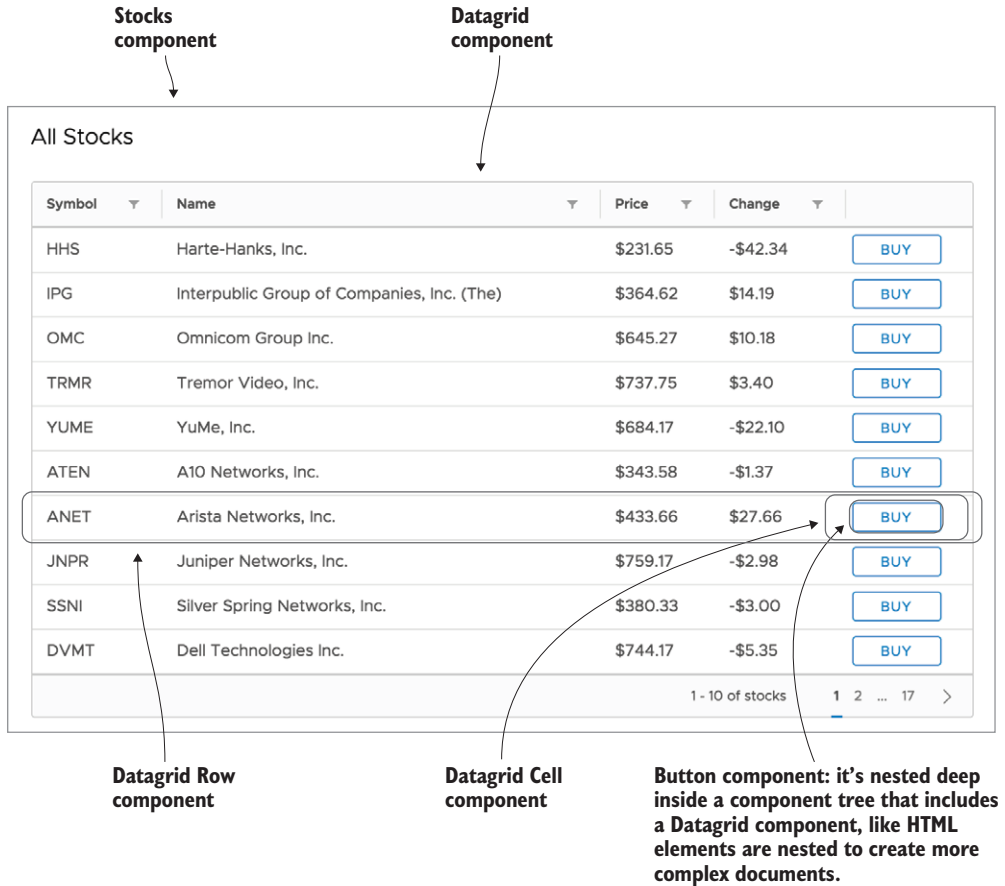 Stocks
component
Datagrid
component
All Stocks
Symbol Name Price Change
HHS Harte-Hanks, Inc. $231.65 -$42.34 BUY
IPG Interpublic Group of Companies, Inc. (The) $364.62 $14.19 BUY
OMC Omnicom Group Inc. $645.27 $10.18 BUY
TRMR Tremor Video, Inc. $737.75 $3.40 BUY
YUME YuMe, Inc. $684.17 -$22.10 BUY
ATEN A10 Networks, Inc. $343.58 -$1.37 BUY
ANET Arista Networks, Inc. $433.66 $27.66 BUY
JNPR Juniper Networks, Inc. $759.17 -$2.98 BUY
SSNI Silver Spring Networks, Inc. $380.33 -$3.00 BUY
DVMT Dell Technologies Inc. $744.17 -$5.35 BUY
1 - 10 of stocks 1 2 ... 17 >
Datagrid Row
component
Datagrid Cell
component
Button component: it's nested deep
inside a component tree that includes
a Datagrid component, like HTML
elements are nested to create more
complex documents.